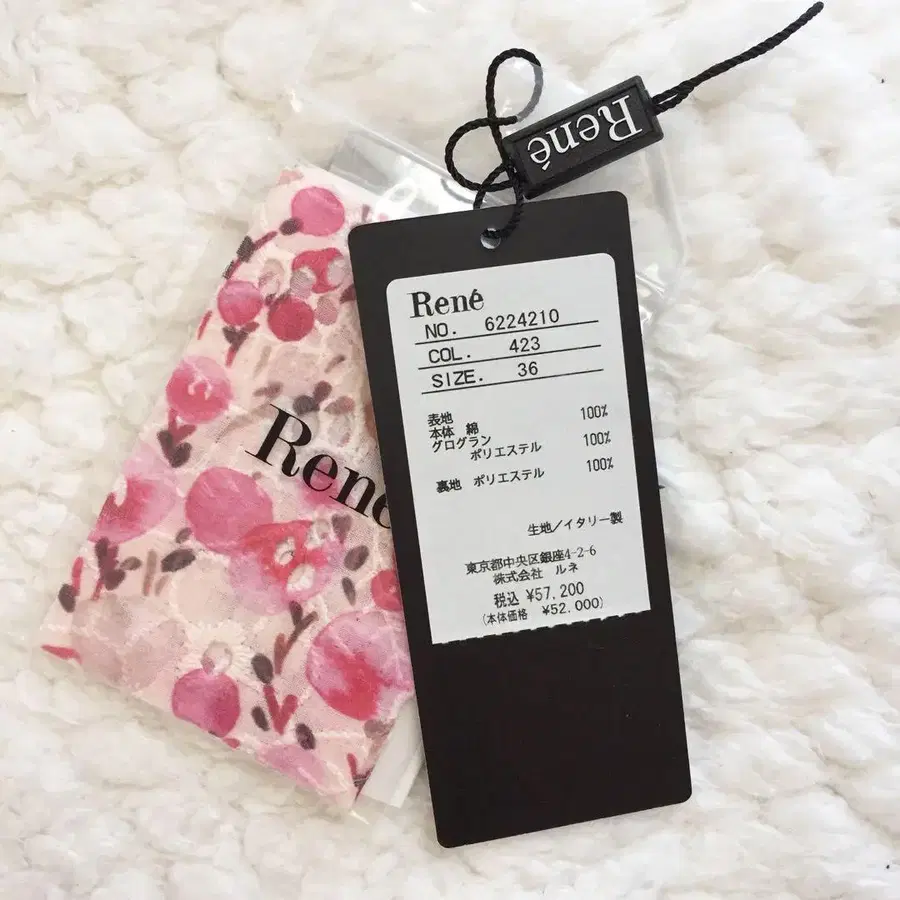 René
René
René
NO. 6224210
COL. 423
SIZE. 36
表地
本体 綿 100%
グログラン
ポリエステル 100%
裏地 ポリエステル 100%
生地/イタリー製
東京都中央区銀座4-2-6
株式会社 ルネ
税込 ¥57,200
(本体価格 ¥52,000)